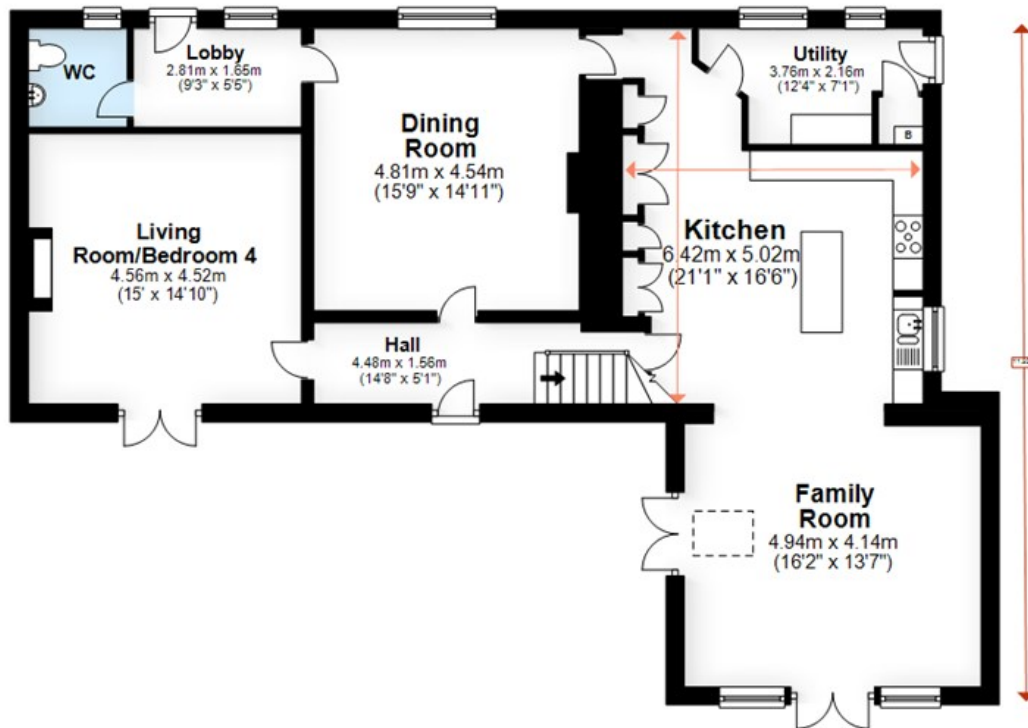 WC
Lobby
2.81m x 1.65m
(9'3" x 5'5")
Utility
3.76m x 2.16m
(12'4" x 7'1")
B
Dining
Room
4.81m x 4.54m
(15'9" x 14'11")
Living
Room/Bedroom 4
4.56m x 4.52m
(15' x 14'10")
Kitchen
6.42m x 5.02m
(21'1" x 16'6")
Hall
4.48m x 1.56m
(14'8" x 5'1")
Family
Room
4.94m x 4.14m
(16'2" x 13'7")